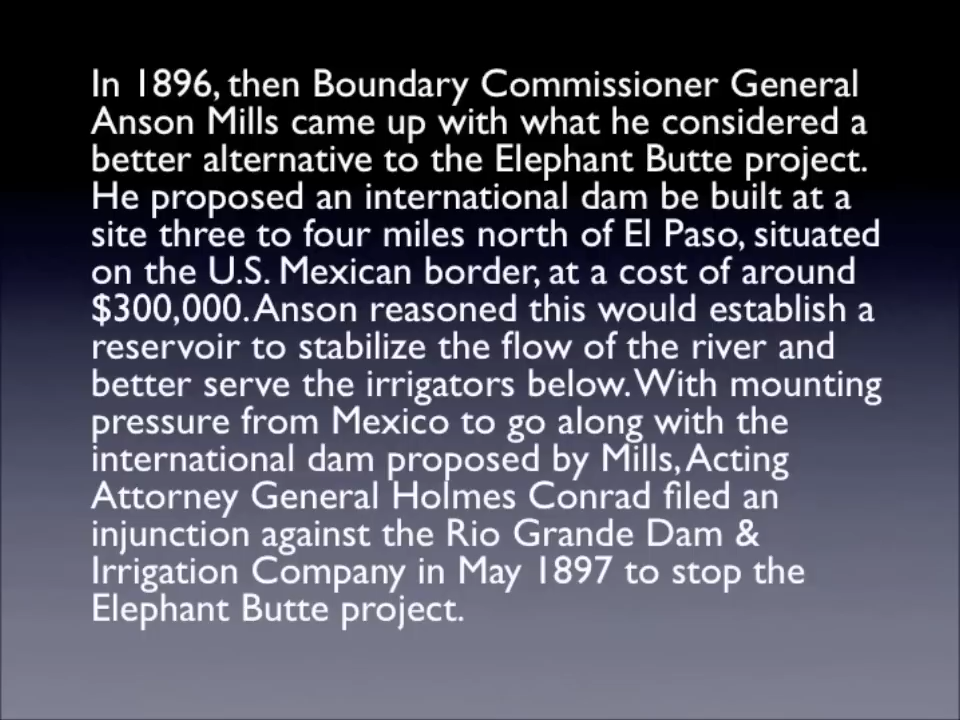 In 1896, then Boundary Commissioner General
Anson Mills came up with what he considered a
better alternative to the Elephant Butte project.
He proposed an international dam be built at a
site three to four miles north of El Paso, situated
on the U.S. Mexican border, at a cost of around
$300,000. Anson reasoned this would establish a
reservoir to stabilize the flow of the river and
better serve the irrigators below. With mounting
pressure from Mexico to go along with the
international dam proposed by Mills, Acting
Attorney General Holmes Conrad filed an
injunction against the Rio Grande Dam &
Irrigation Company in May 1897 to stop the
Elephant Butte project.